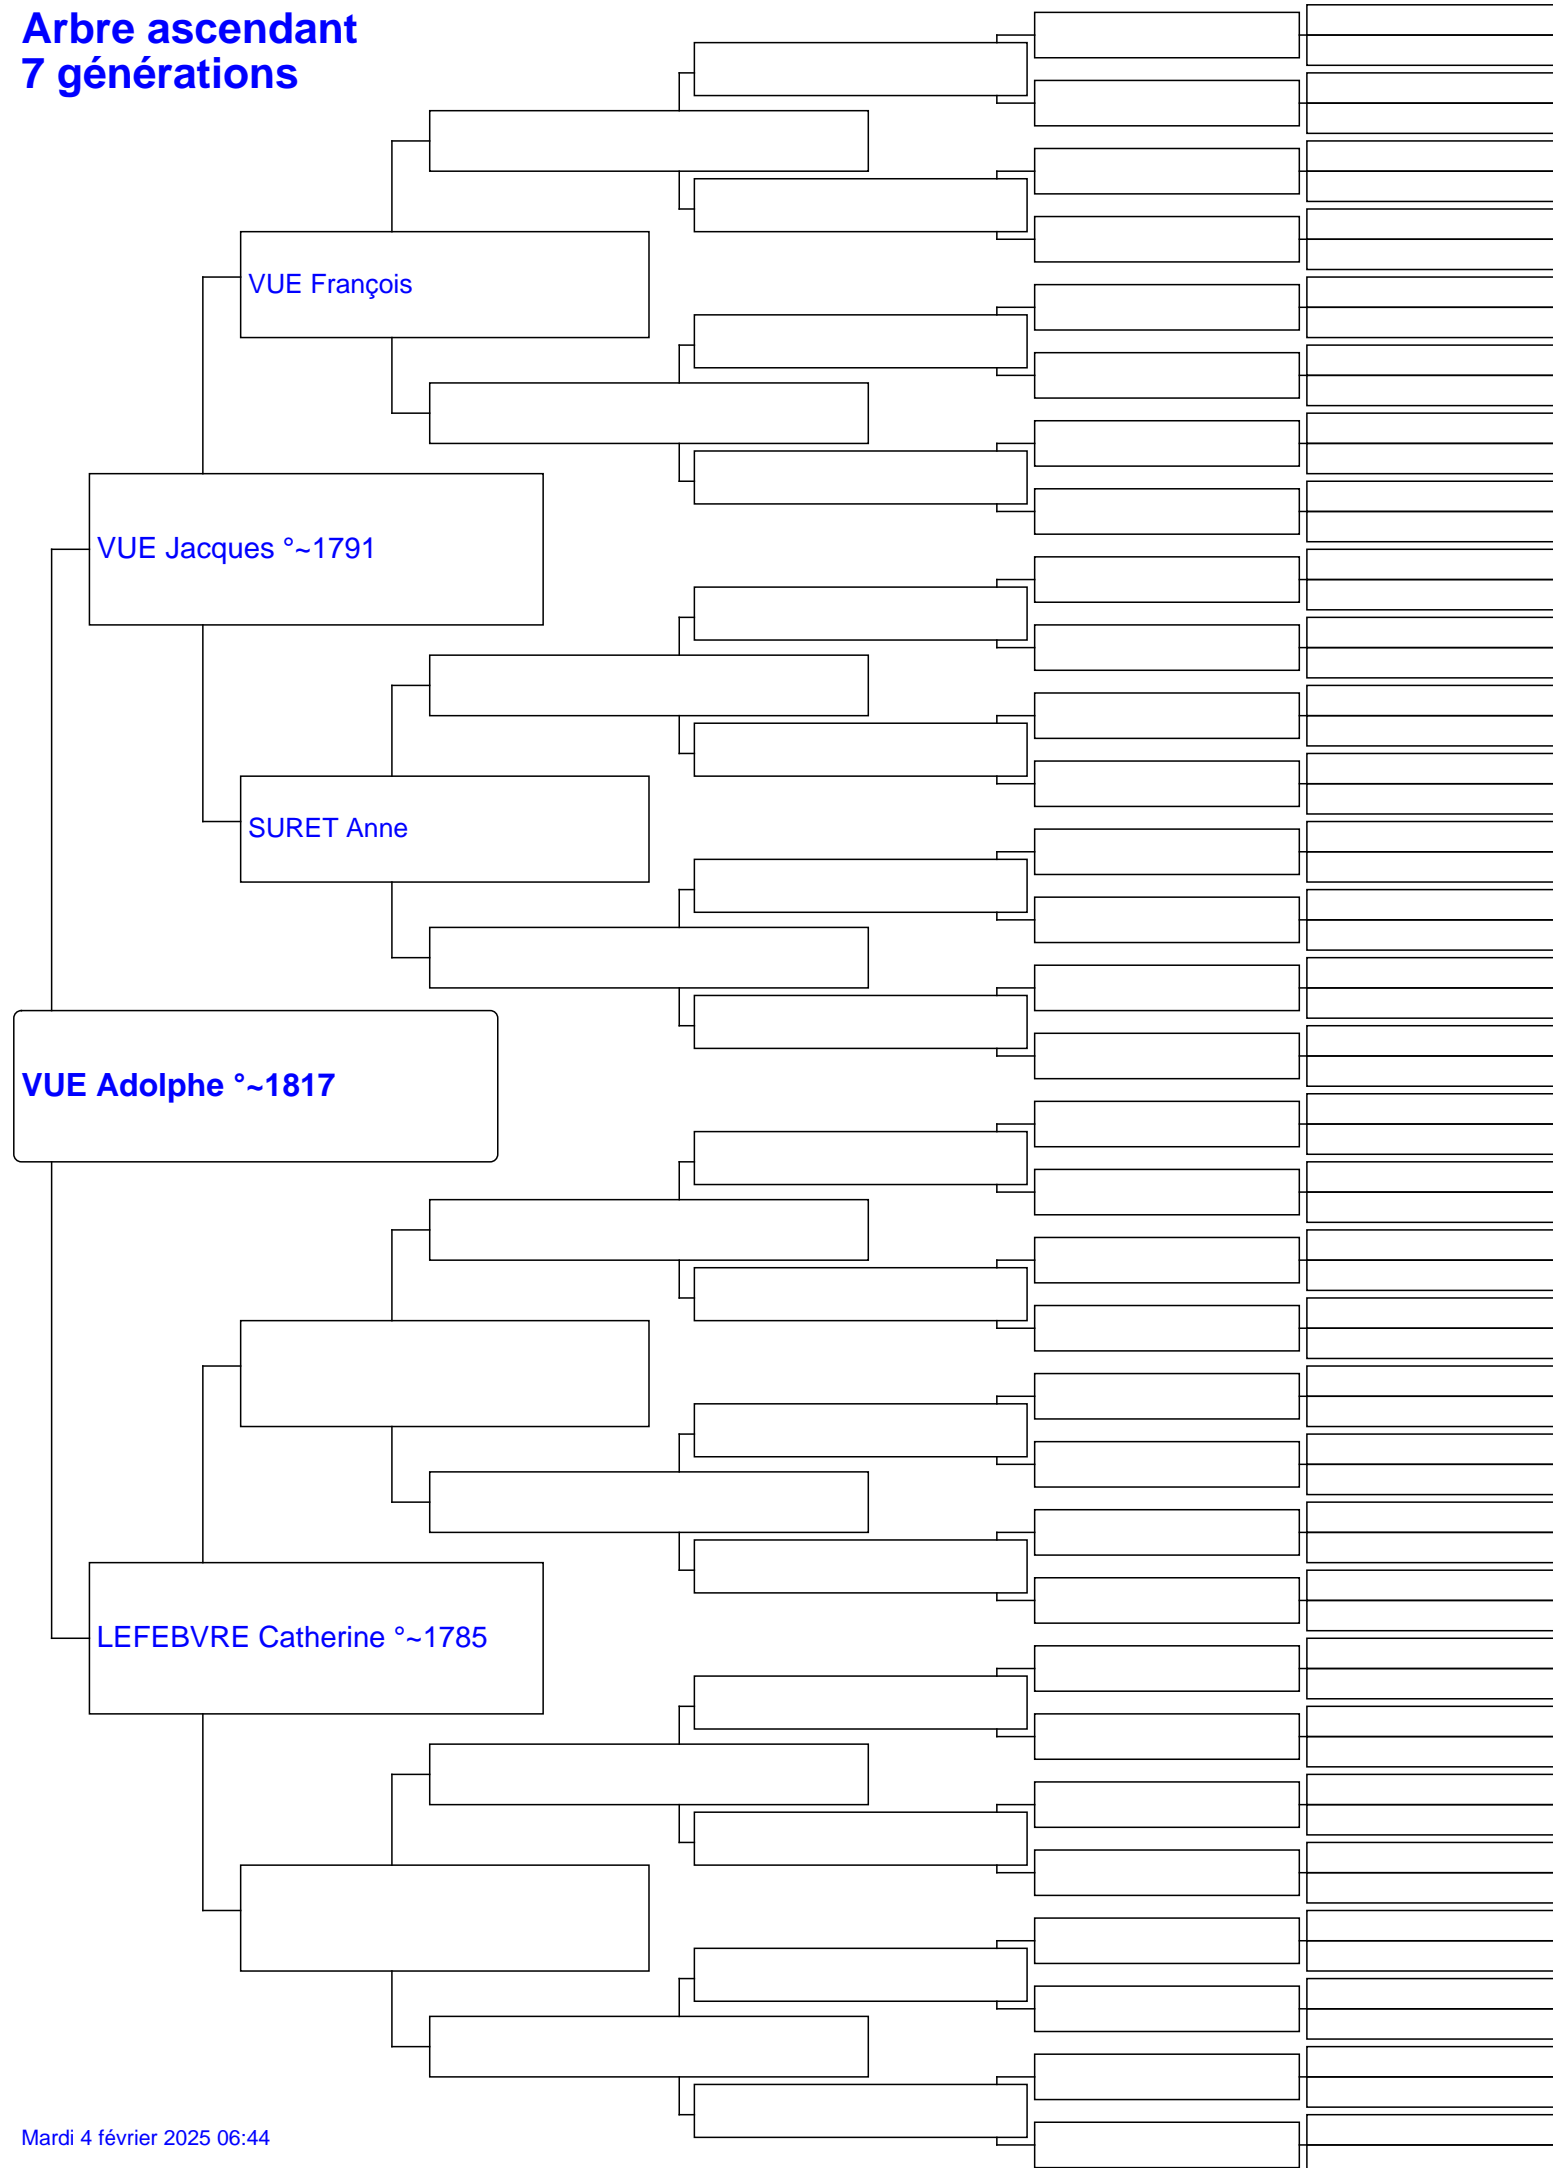 Arbre ascendant
7 générations
VUE François
VUE Jacques °~1791
SURET Anne
VUE Adolphe °~1817
LEFEBVRE Catherine °~1785
Mardi 4 février 2025 06:44